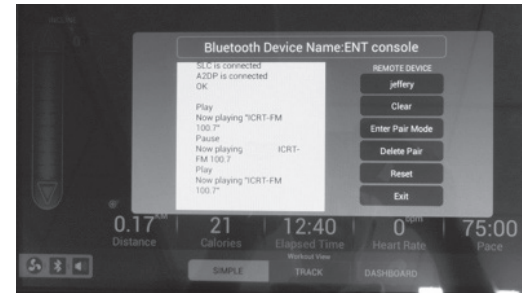 Bluetooth Device Name:ENT console
SLC is connected
A2DP is connected
OK
Play
Now playing "ICRT-FM
100.7"
Pause
Now playing ICRT-
FM 100.7
Play
Now playing "ICRT-FM
100.7"
REMOTE DEVICE
jeffery
Clear
Enter Pair Mode
Delete Pair
Reset
Exit
0.17 KM
Distance
21
Calories
12:40
Elapsed Time
0 bpm
Heart Rate
75:00
Pace
Workout View
SIMPLE
TRACK
DASHBOARD